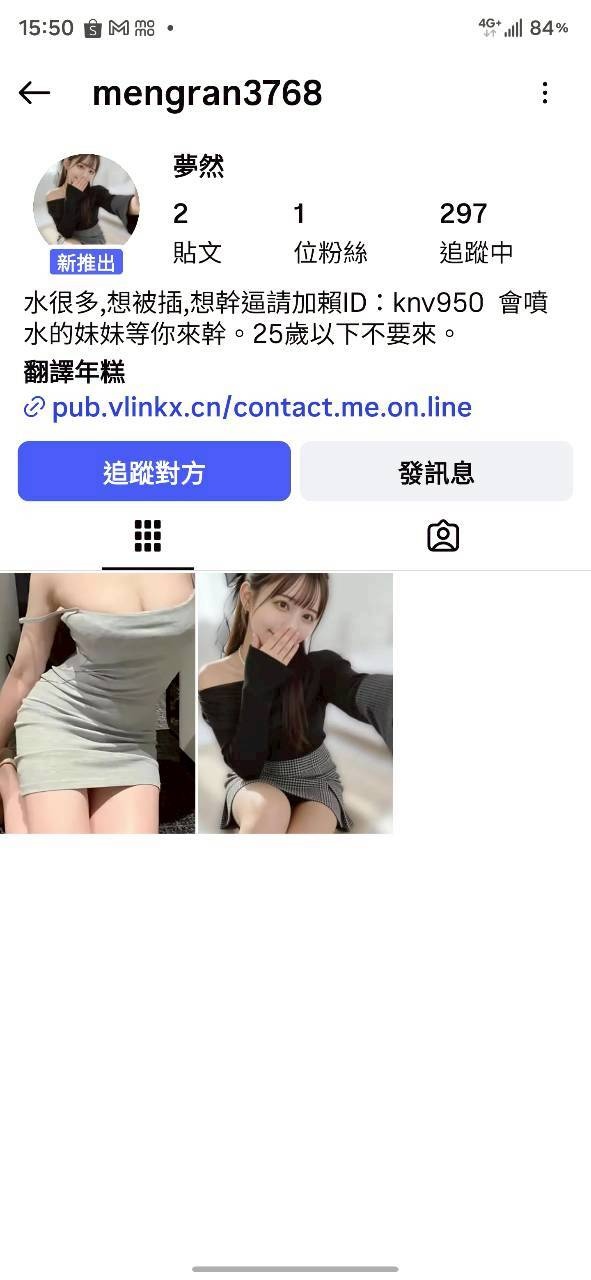 15:50 momo 4G+ 84%
mengran3768
夢然
2 1 297
貼文 位粉絲 追蹤中
新推出
水很多,想被插,想幹逼請加賴ID：knv950 會噴
水的妹妹等你來幹。25歲以下不要來。
翻譯年糕
pub.vlinkx.cn/contact.me.on.line
追蹤對方 發訊息